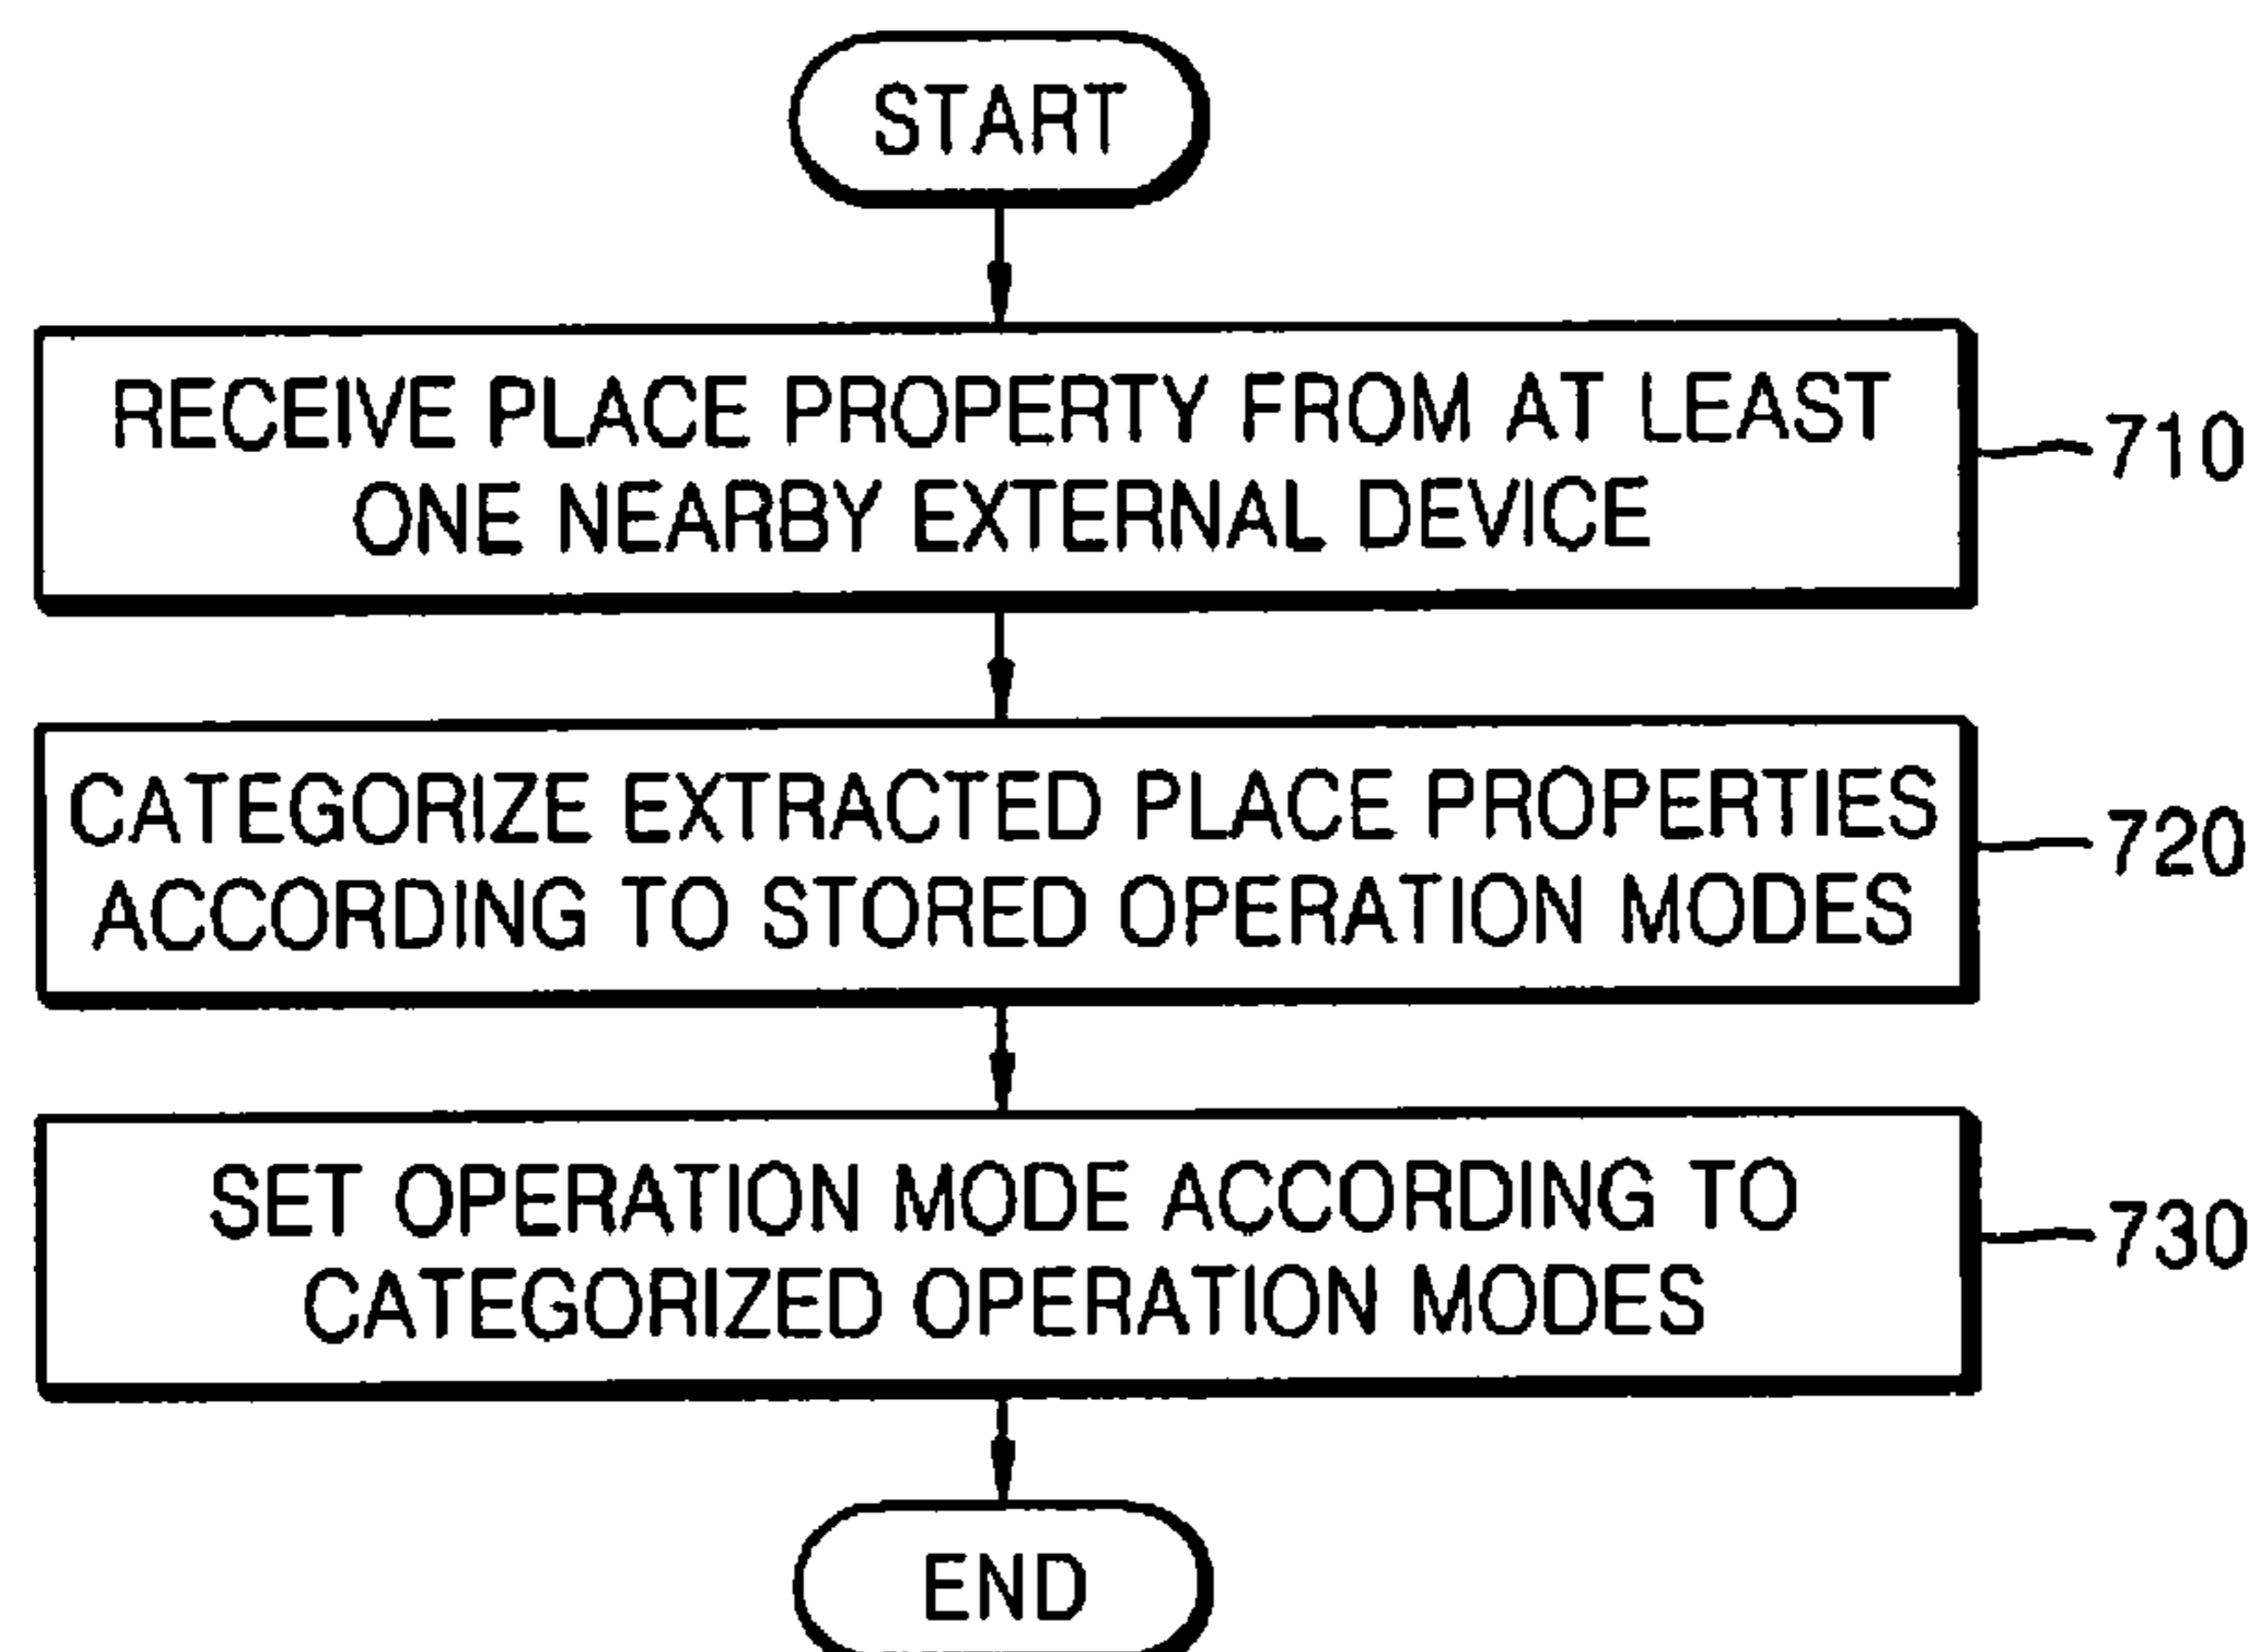 START
RECEIVE PLACE PROPERTY FROM AT LEAST
ONE NEARBY EXTERNAL DEVICE
710
CATEGORIZE EXTRACTED PLACE PROPERTIES
ACCORDING TO STORED OPERATION MODES
720
SET OPERATION MODE ACCORDING TO
CATEGORIZED OPERATION MODES
730
END